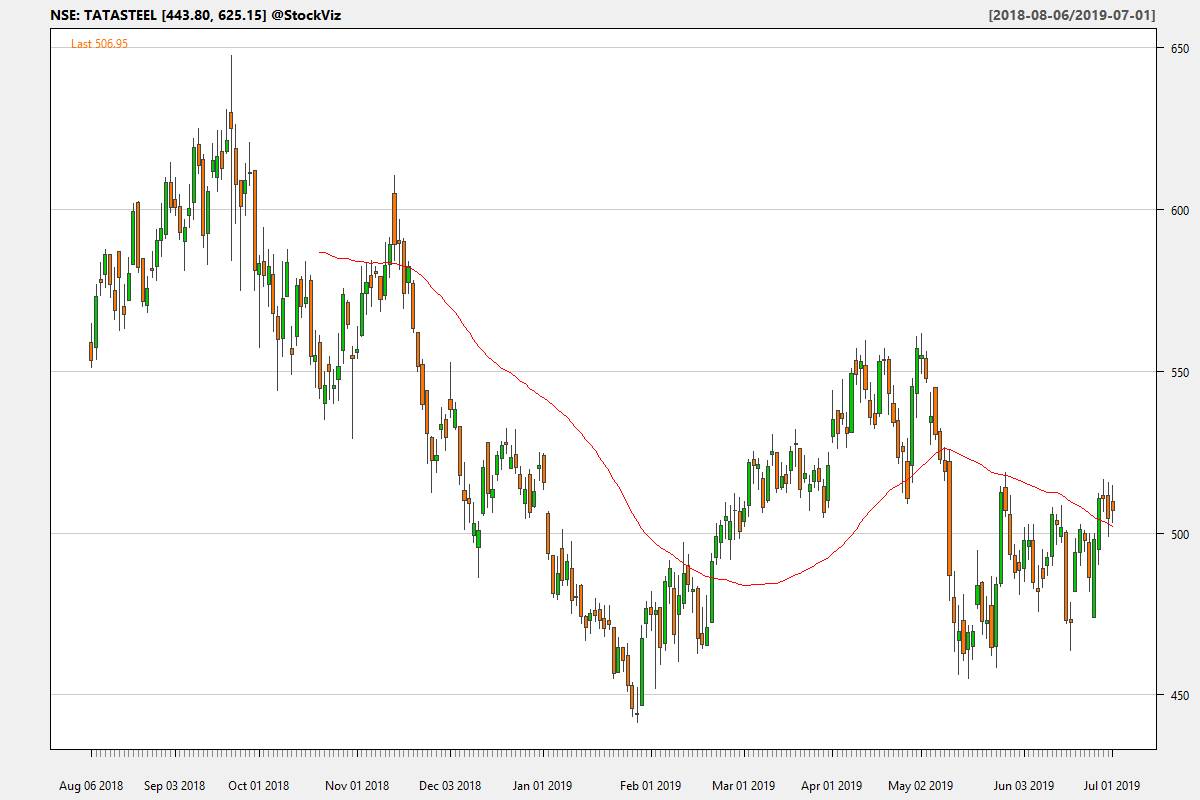 NSE: TATASTEEL [443.80, 625.15] @StockViz [2018-08-06/2019-07-01]
Last 506.95
650
600
550
500
450
Aug 06 2018 Sep 03 2018 Oct 01 2018 Nov 01 2018 Dec 03 2018 Jan 01 2019 Feb 01 2019 Mar 01 2019 Apr 01 2019 May 02 2019 Jun 03 2019 Jul 01 2019